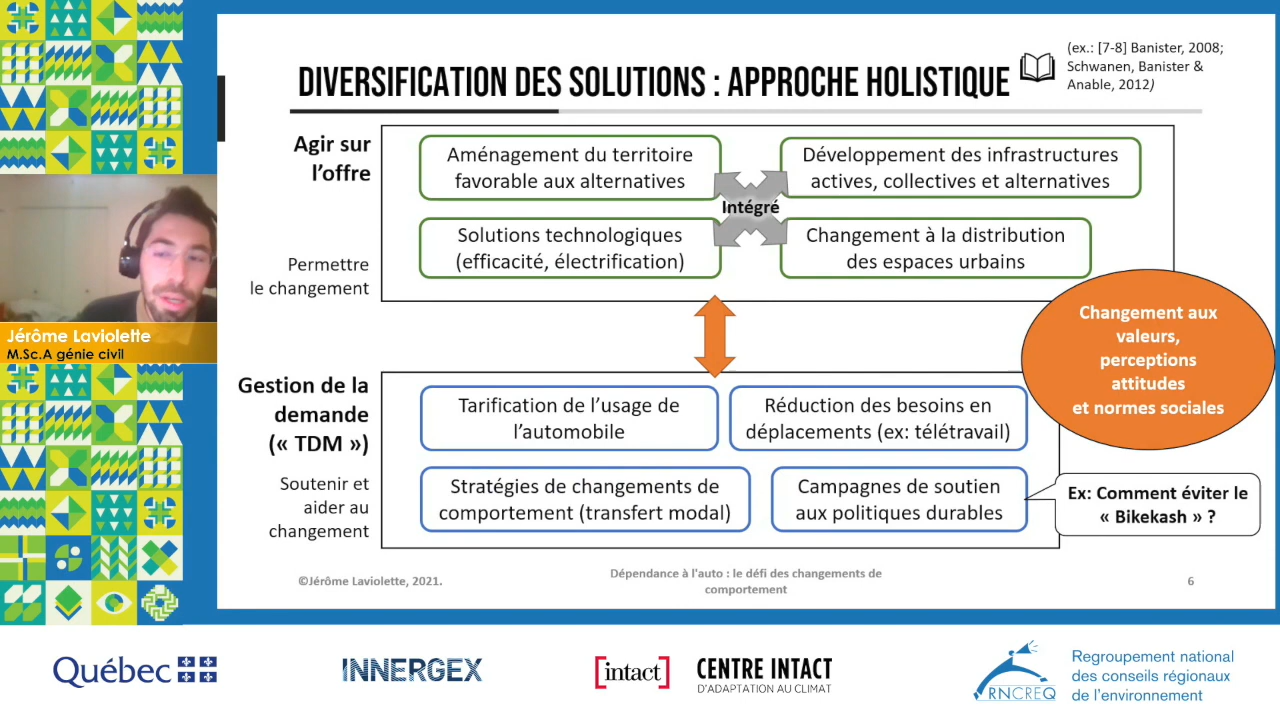 DIVERSIFICATION DES SOLUTIONS : APPROCHE HOLISTIQUE
(ex.: [7-8] Banister, 2008;
Schwanen, Banister &
Anable, 2012)
Agir sur
l'offre
Permettre
le changement
Aménagement du territoire
favorable aux alternatives
Développement des infrastructures
actives, collectives et alternatives
Intégré
Solutions technologiques
(efficacité, électrification)
Changement à la distribution
des espaces urbains
Changement aux
valeurs,
perceptions
attitudes
et normes sociales
Jérôme Laviolette
M.Sc.A génie civil
Gestion de la
demande
(« TDM »)
Soutenir et
aider au
changement
Tarification de l'usage de
l'automobile
Réduction des besoins en
déplacements (ex: télétravail)
Stratégies de changements de
comportement (transfert modal)
Campagnes de soutien
aux politiques durables
Ex: Comment éviter le
« Bikekash » ?
©Jérôme Laviolette, 2021.
Dépendance à l'auto : le défi des changements de
comportement
6
Québec
INNERGEX
[intact]
CENTRE INTACT
D'ADAPTATION AU CLIMAT
RNCREQ
Regroupement national
des conseils régionaux
de l'environnement